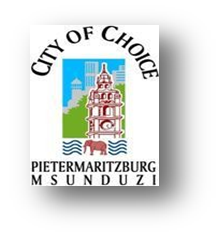 CITY OF CHOICE
PIETERMARITZBURG
MSUNDUZI